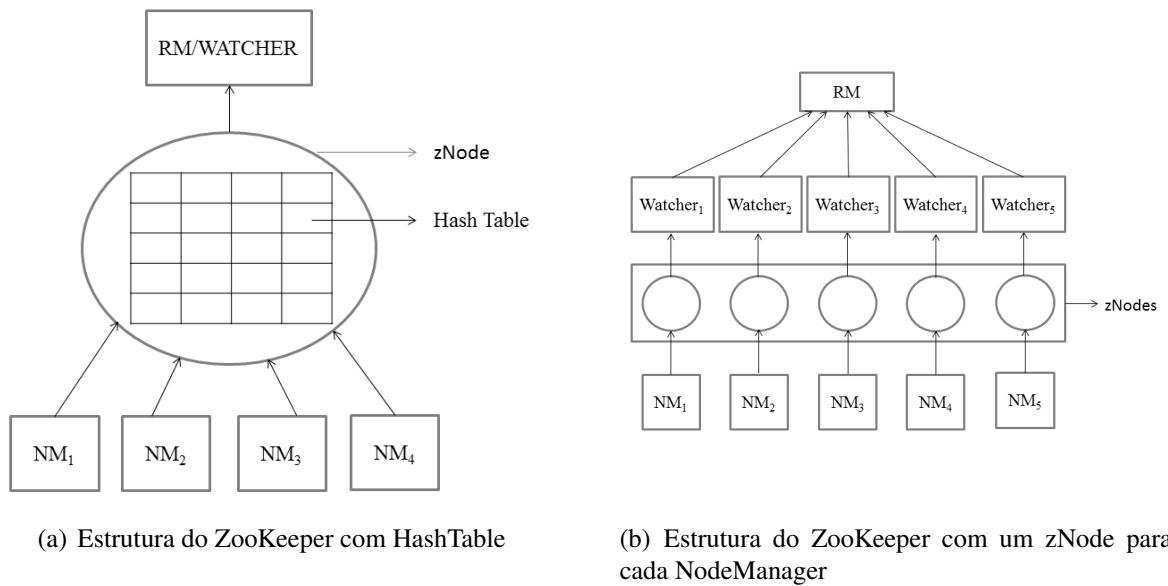 RM/WATCHER
zNode
Hash Table
NM₁ NM₂ NM₃ NM₄
(a) Estrutura do ZooKeeper com HashTable
RM
Watcher₁ Watcher₂ Watcher₃ Watcher₄ Watcher₅
zNodes
NM₁ NM₂ NM₃ NM₄ NM₅
(b) Estrutura do ZooKeeper com um zNode para
cada NodeManager